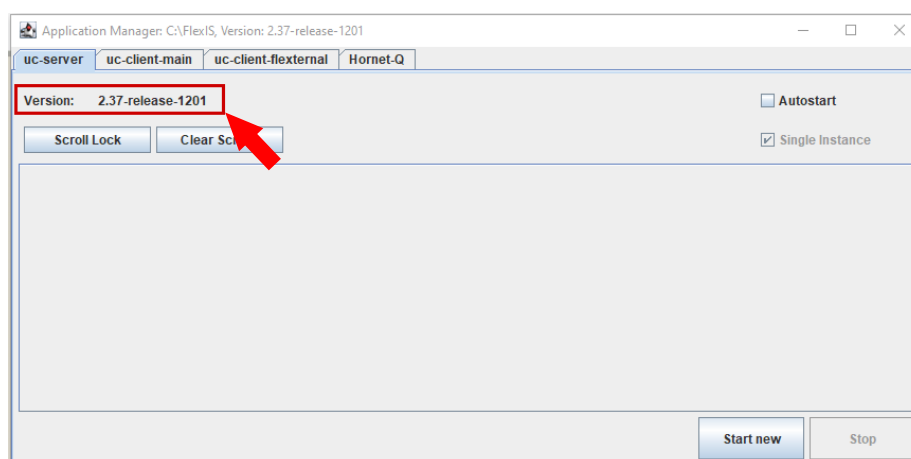 Application Manager: C:\FlexIS, Version: 2.37-release-1201
uc-server uc-client-main uc-client-flexternal Hornet-Q
Version: 2.37-release-1201 Autostart
Scroll Lock Clear Single Instance
Start new Stop